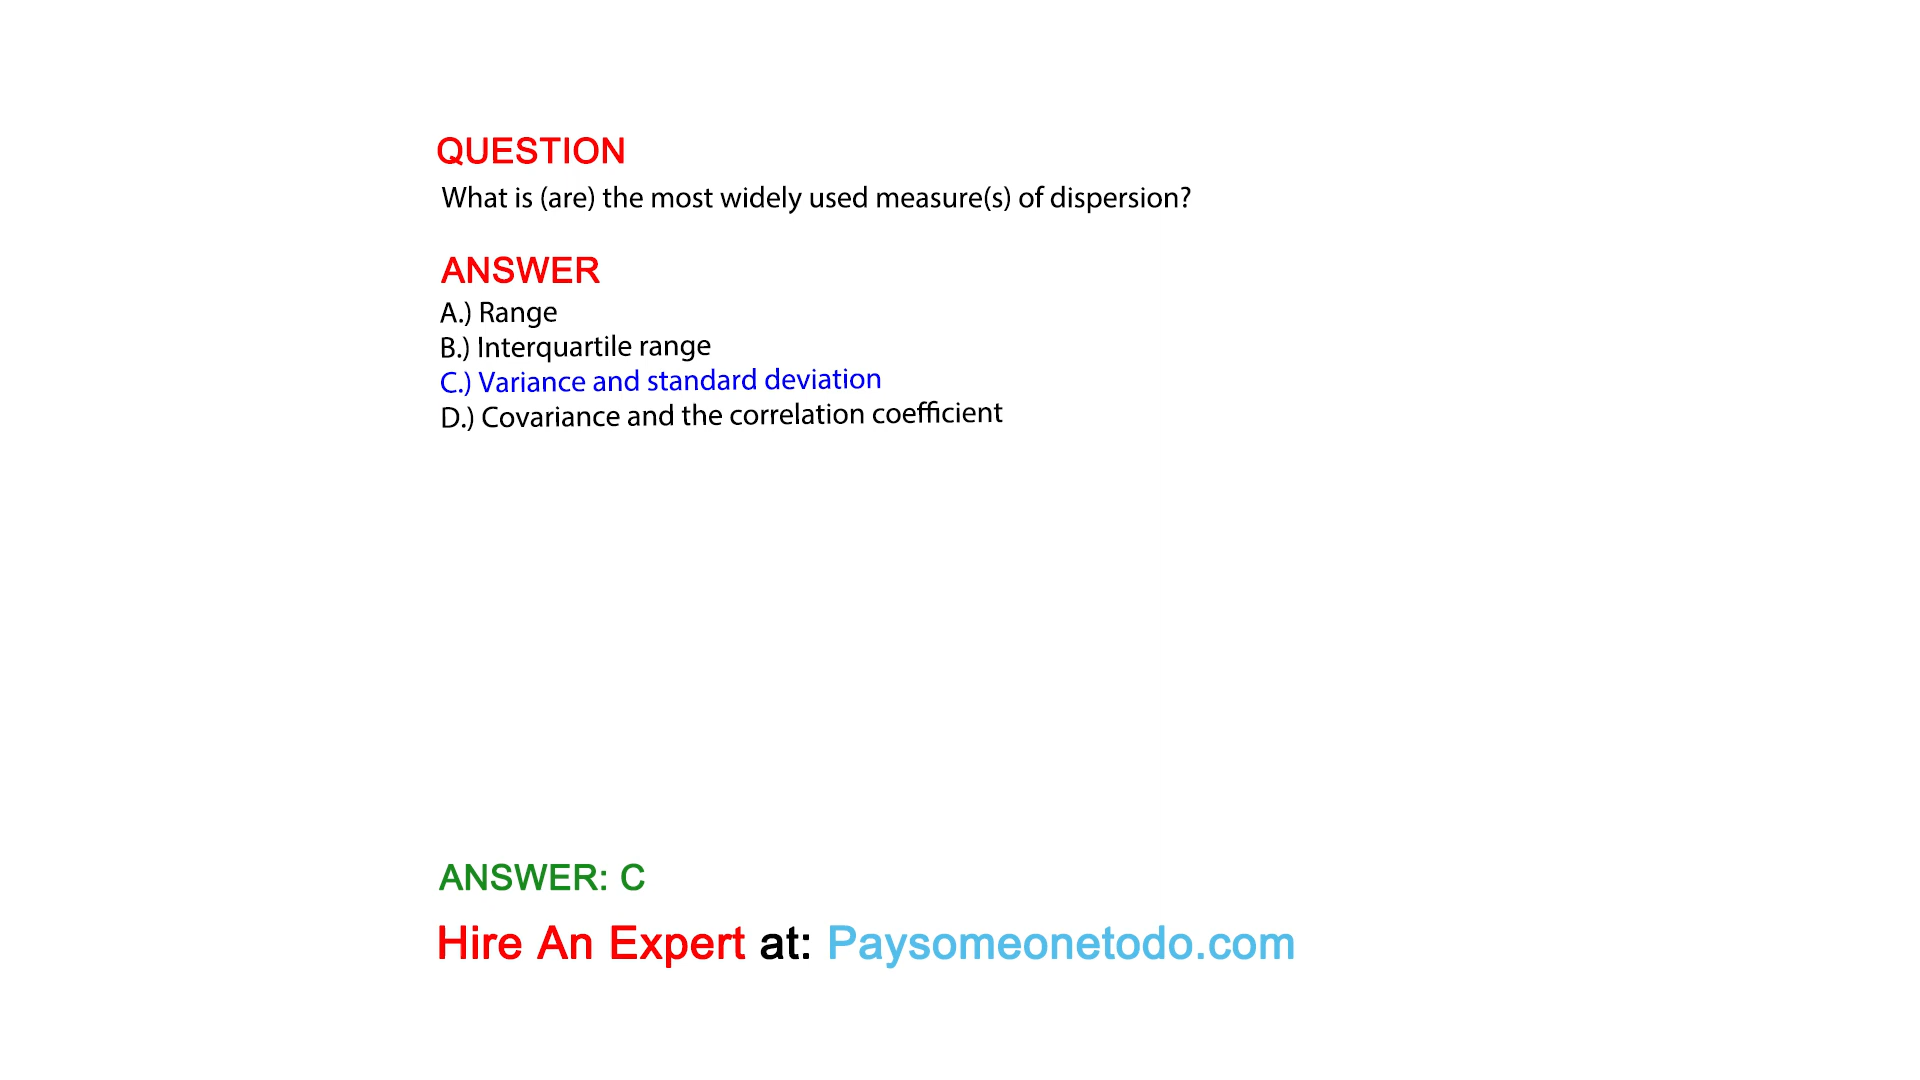 QUESTION
What is (are) the most widely used measure(s) of dispersion?
ANSWER
A.) Range
B.) Interquartile range
C.) Variance and standard deviation
D.) Covariance and the correlation coefficient
ANSWER: C
Hire An Expert at: Paysomeonetodo.com